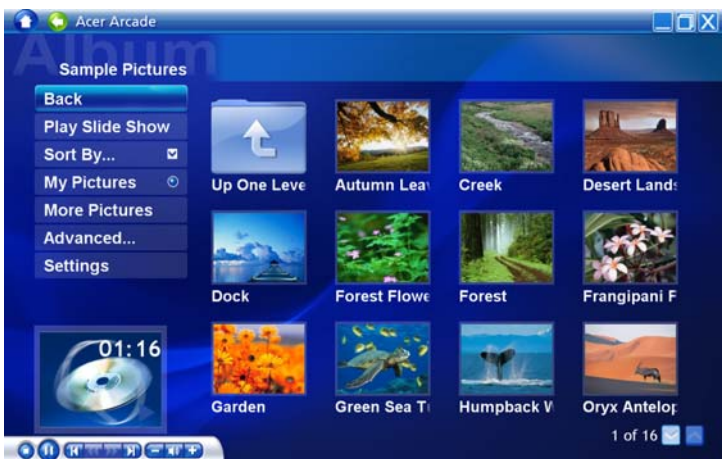 Acer Arcade
Album
Sample Pictures
Back
Play Slide Show
Sort By...
My Pictures
More Pictures
Advanced...
Settings
Up One Leve
Autumn Lea
Creek
Desert Lands
Dock
Forest Flowe
Forest
Frangipani F
Garden
Green Sea T
Humpback W
Oryx Antelop
01:16
1 of 16